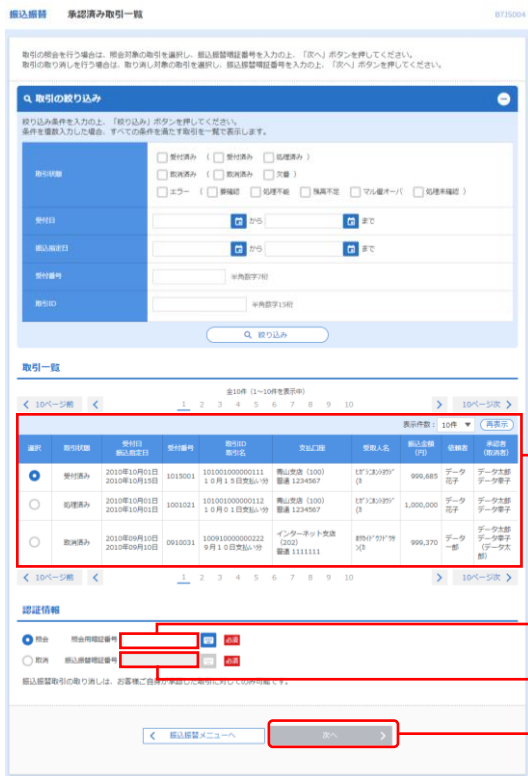 振込振替 承認済み取引一覧 BTJS004
取引の照会を行う場合は、照会対象の取引を選択し、振込振替暗証番号を入力の上、「次へ」ボタンを押してください。
取引の取り消しを行う場合は、取り消し対象の取引を選択し、振込振替暗証番号を入力の上、「次へ」ボタンを押してください。
取引の絞り込み
絞り込み条件を入力の上、「絞り込み」ボタンを押してください。
条件を複数入力した場合、すべての条件を満たす取引を一覧で表示します。
取引状態
受付済み ( 受付済み 処理済み )
取消済み ( 取消済み 欠番 )
エラー ( 要確認 処理不能 残高不足 マル優オーバ 処理未確認 )
受付日 から まで
振込指定日 から まで
受付番号 半角数字7桁
取引ID 半角数字15桁
絞り込み
取引一覧
全10件 (1~10件を表示中)
10ページ前 1 2 3 4 5 6 7 8 9 10 10ページ次
表示件数: 10件 再表示
選択 取引状態 受付日 振込指定日 受付番号 取引ID 取引名 支払口座 受取人名 振込金額(円) 依頼者 承認者(取消者)
受付済み 2010年10月01日 1015001 101001000000111 青山支店 (100) 999,685 データ花子 データ太郎
2010年10月15日 10月15日支払い分 普通 1234567 データ幸子
処理済み 2010年10月01日 1001021 101001000000112 青山支店 (100) 1,000,000 データ花子 データ太郎
2010年10月01日 10月01日支払い分 普通 1234567 データ幸子
取消済み 2010年09月10日 0910031 100910000000222 インターネット支店 (202) 999,370 データ一郎 データ太郎
2010年09月10日 9月10日支払い分 普通 1111111 データ幸子
(データ太郎)
10ページ前 1 2 3 4 5 6 7 8 9 10 10ページ次
認証情報
照会 照会用暗証番号 必須
取消 振込振替暗証番号 必須
振込振替取引の取り消しは、お客様ご自身が承認した取引に対してのみ可能です。
振込振替メニューへ 次へ